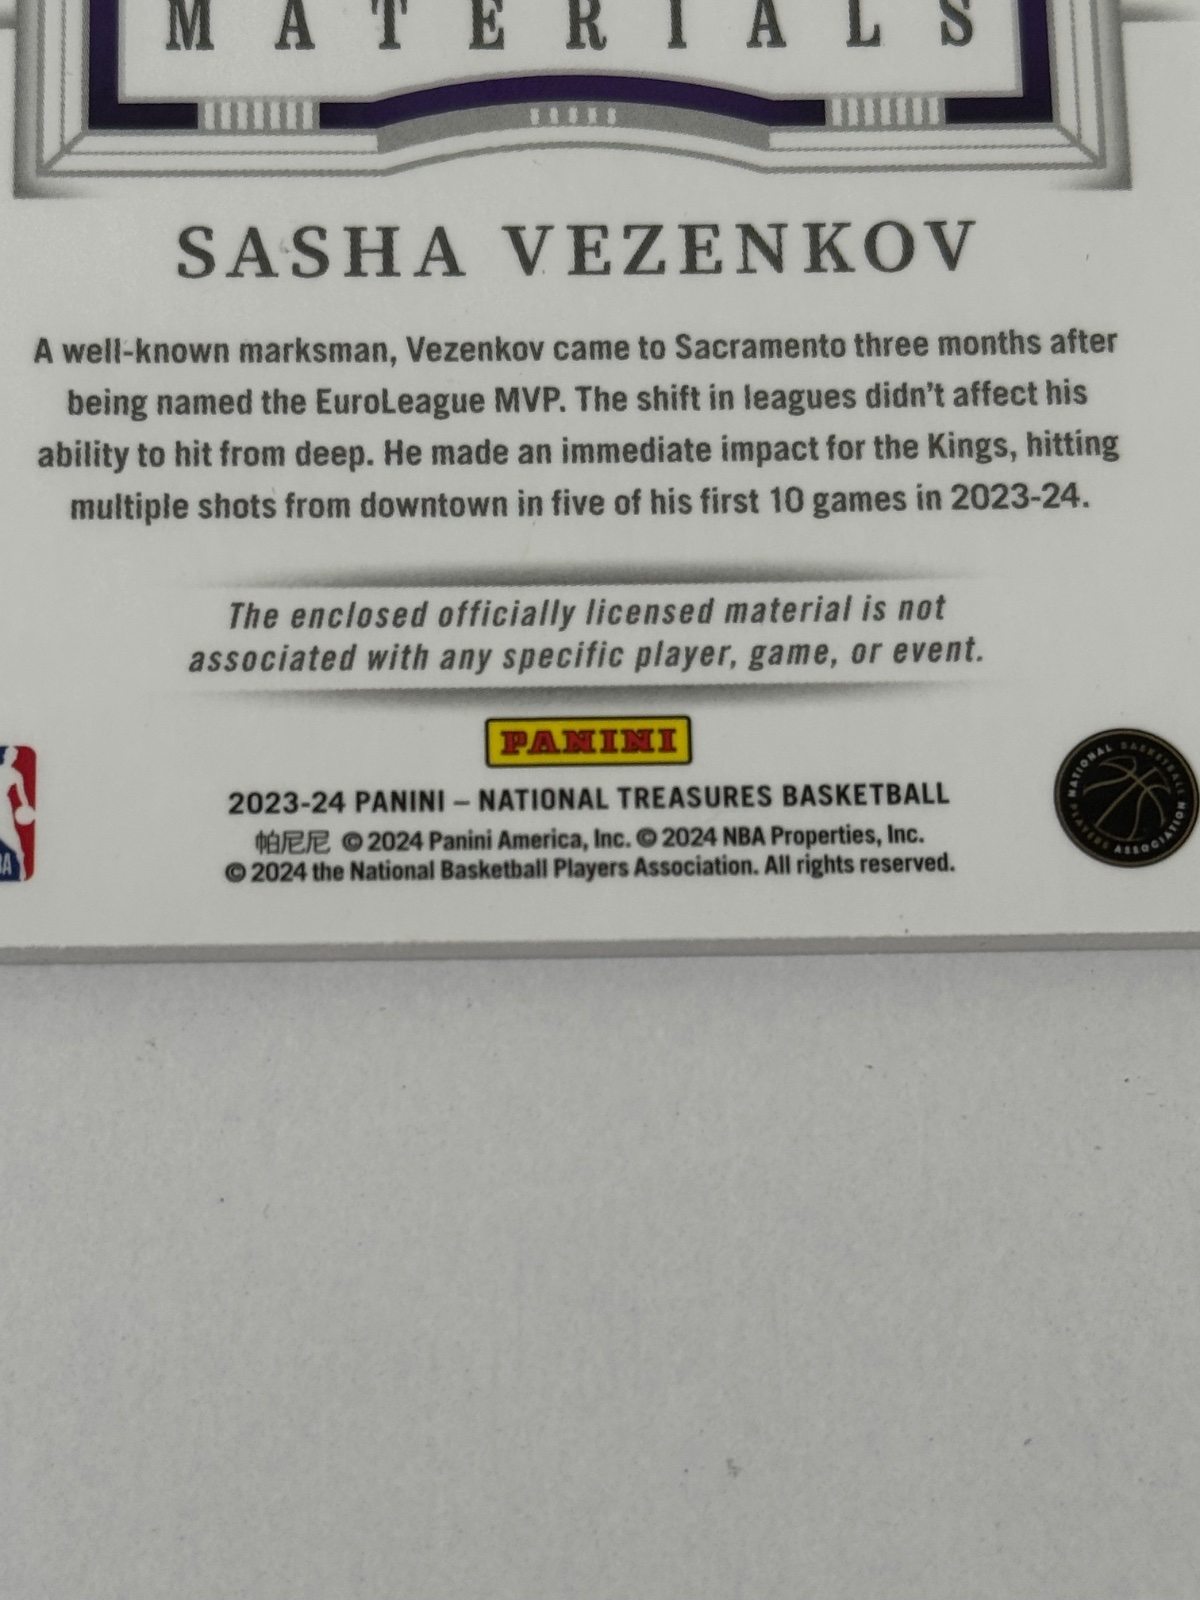 MATERIALS
SASHA VEZENKOV
A well-known marksman, Vezenkov came to Sacramento three months after
being named the EuroLeague MVP. The shift in leagues didn't affect his
ability to hit from deep. He made an immediate impact for the Kings, hitting
multiple shots from downtown in five of his first 10 games in 2023-24.
The enclosed officially licensed material is not
associated with any specific player, game, or event.
PANINI
2023-24 PANINI – NATIONAL TREASURES BASKETBALL
帕尼尼 © 2024 Panini America, Inc. © 2024 NBA Properties, Inc.
© 2024 the National Basketball Players Association. All rights reserved.
NATIONAL BASKETBALL PLAYERS ASSOCIATION